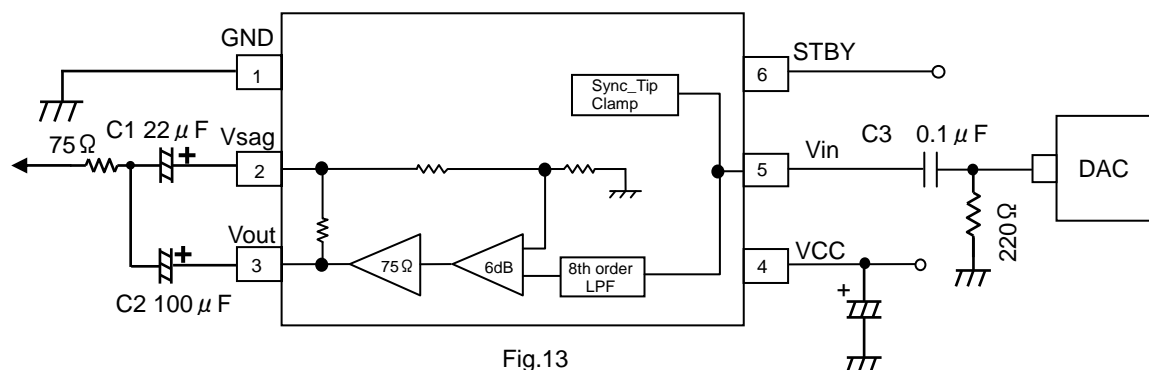 GND
1
STBY
6
Sync_Tip
Clamp
75Ω
C1 22μF
+
Vsag
2
C3 0.1μF
Vin
5
DAC
220Ω
Vout
3
+
C2 100μF
75Ω
6dB
8th order
LPF
VCC
4
+
Fig.13